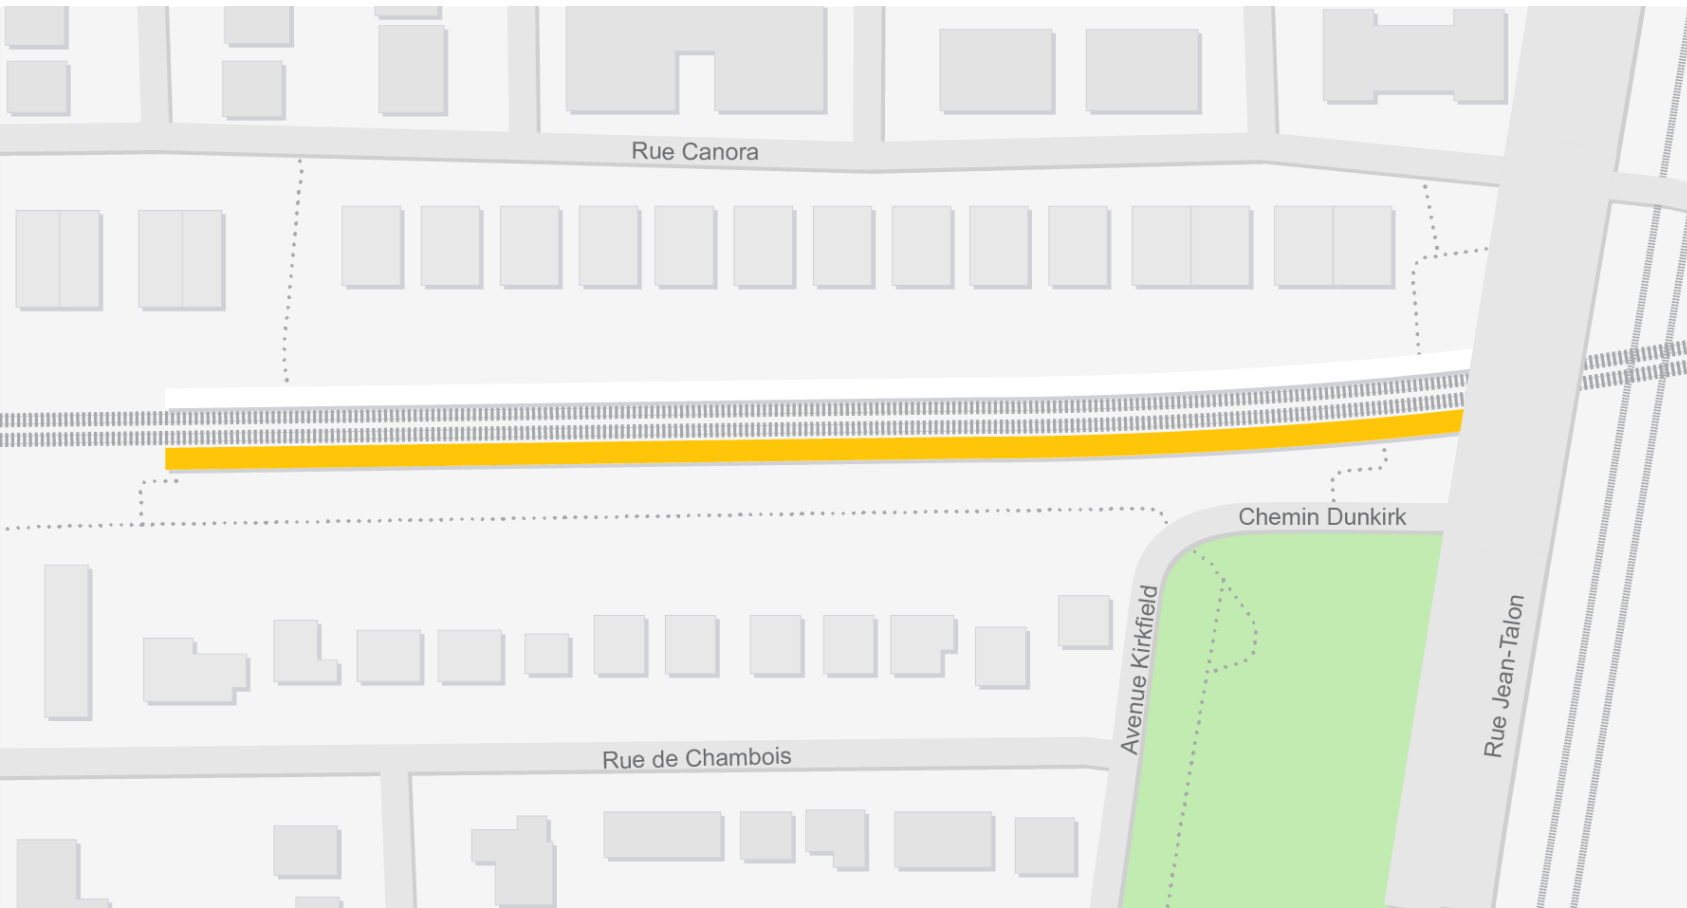 Rue Canora
Chemin Dunkirk
Avenue Kirkfield
Rue Jean-Talon
Rue de Chambois